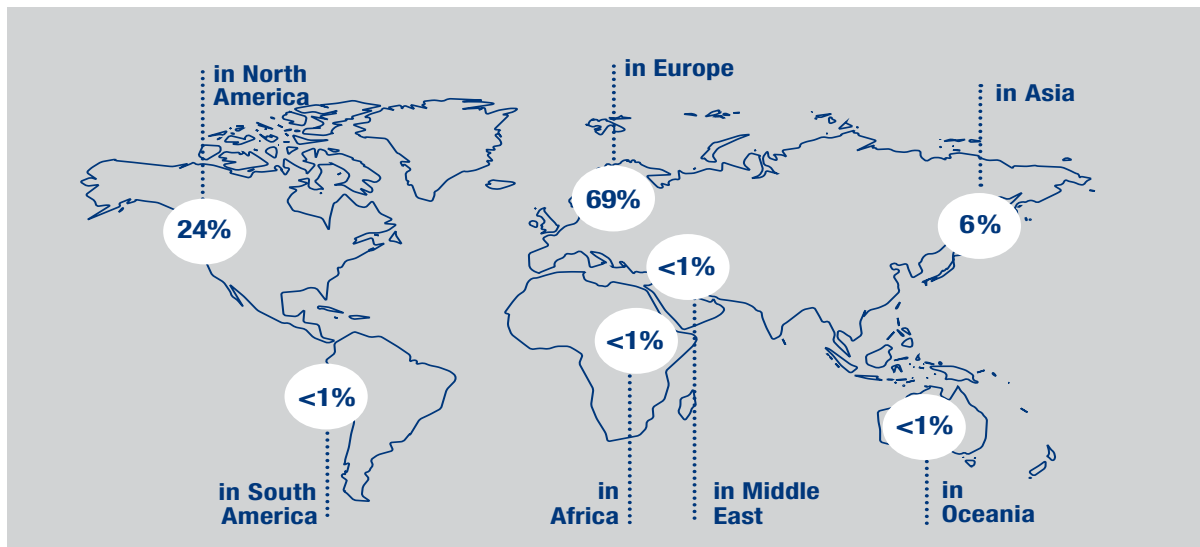 in North
America
24%
in Europe
69%
in Asia
6%
<1%
in South
America
<1%
in
Africa
<1%
in Middle
East
<1%
in
Oceania